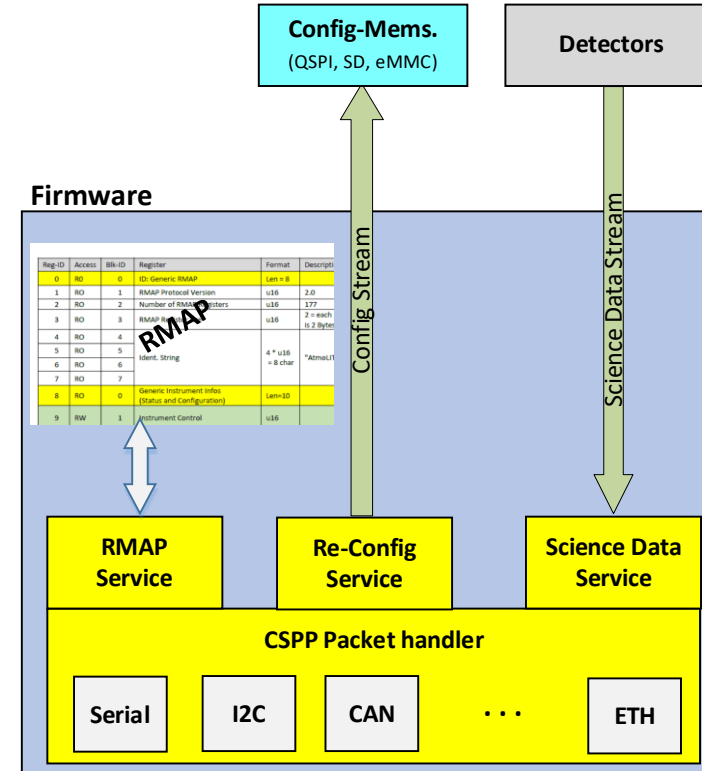 Config-Mems.
(QSPI, SD, eMMC)
Detectors
Firmware
Config Stream
Science Data Stream
Reg-ID Access Blk-ID Register Format Descripti
0 RO 0 ID: Generic RMAP Len = 8
1 RO 1 RMAP Protocol Version u16 2.0
2 RO 2 Number of RMAP Registers u16 177
3 RO 3 RMAP u16 2 = each
is 2 Bytes
4 RO 4
5 RO 5 Ident. String 4 * u16 "AtmoLIT
6 RO 6 = 8 char
7 RO 7
8 RO 0 Generic Instrument Infos Len=10
(Status and Configuration)
9 RW 1 Instrument Control u16
RMAP
RMAP
Service
Re-Config
Service
Science Data
Service
CSPP Packet handler
Serial
I2C
CAN
. . .
ETH